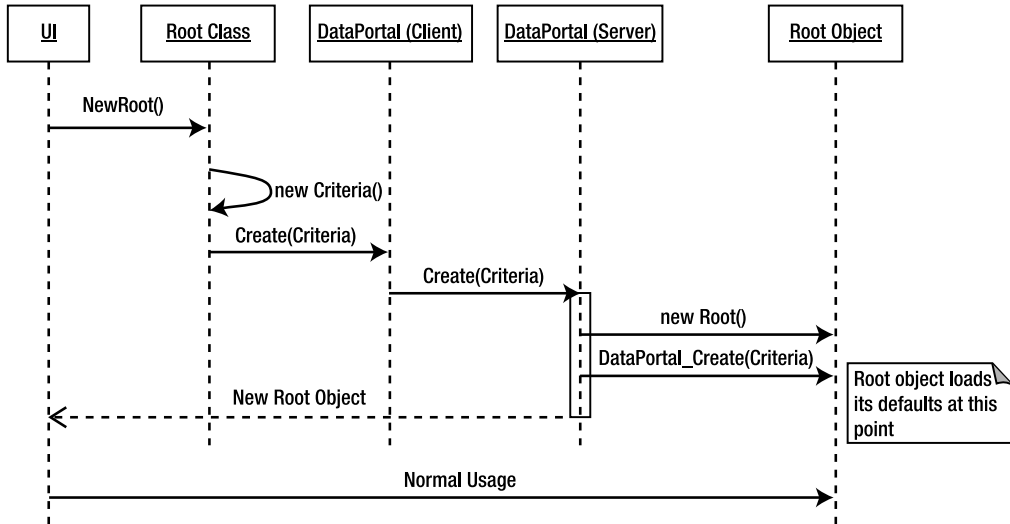 UI
Root Class
DataPortal (Client)
DataPortal (Server)
Root Object
NewRoot()
new Criteria()
Create(Criteria)
Create(Criteria)
new Root()
DataPortal_Create(Criteria)
Root object loads
its defaults at this
point
New Root Object
Normal Usage